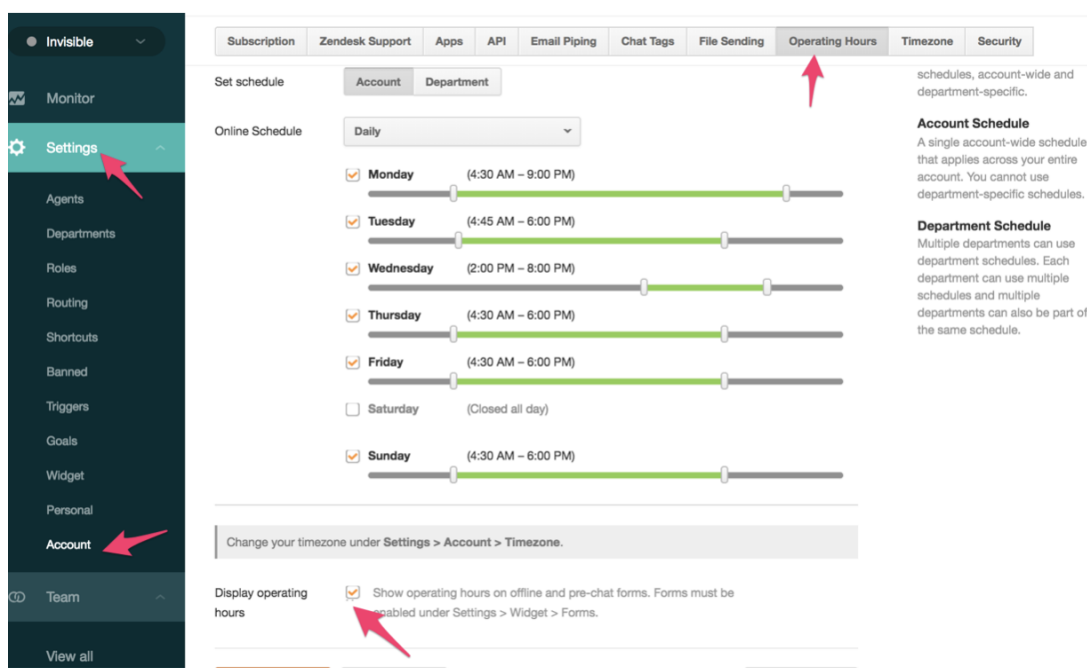 Invisible
Monitor
Settings
Agents
Departments
Roles
Routing
Shortcuts
Banned
Triggers
Goals
Widget
Personal
Account
Team
View all
Subscription Zendesk Support Apps API Email Piping Chat Tags File Sending Operating Hours Timezone Security
Set schedule Account Department
Online Schedule Daily
Monday (4:30 AM – 9:00 PM)
Tuesday (4:45 AM – 6:00 PM)
Wednesday (2:00 PM – 8:00 PM)
Thursday (4:30 AM – 6:00 PM)
Friday (4:30 AM – 6:00 PM)
Saturday (Closed all day)
Sunday (4:30 AM – 6:00 PM)
Change your timezone under Settings > Account > Timezone.
Display operating
hours
Show operating hours on offline and pre-chat forms. Forms must be
enabled under Settings > Widget > Forms.
schedules, account-wide and
department-specific.
Account Schedule
A single account-wide schedule
that applies across your entire
account. You cannot use
department-specific schedules.
Department Schedule
Multiple departments can use
department schedules. Each
department can use multiple
schedules and multiple
departments can also be part of
the same schedule.